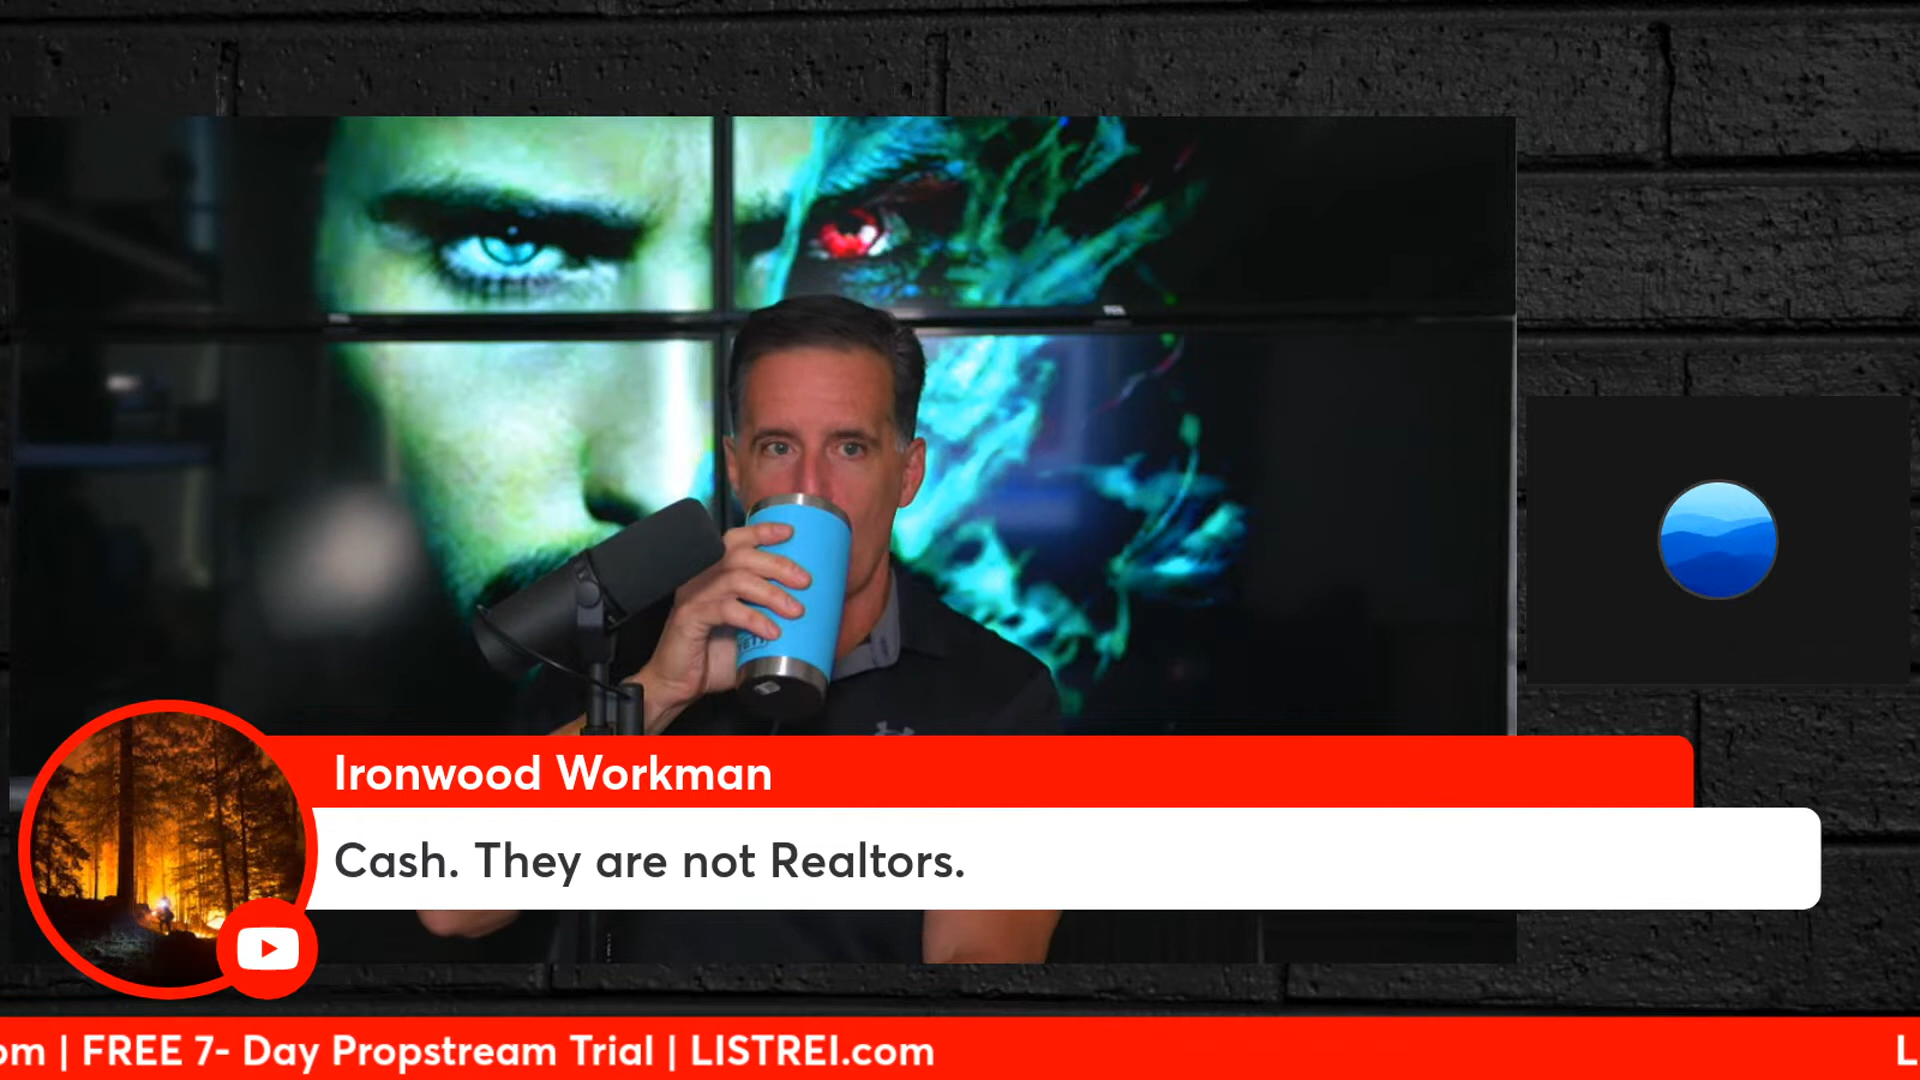 Ironwood Workman
Cash. They are not Realtors.
om | FREE 7- Day Propstream Trial | LISTREI.com
L